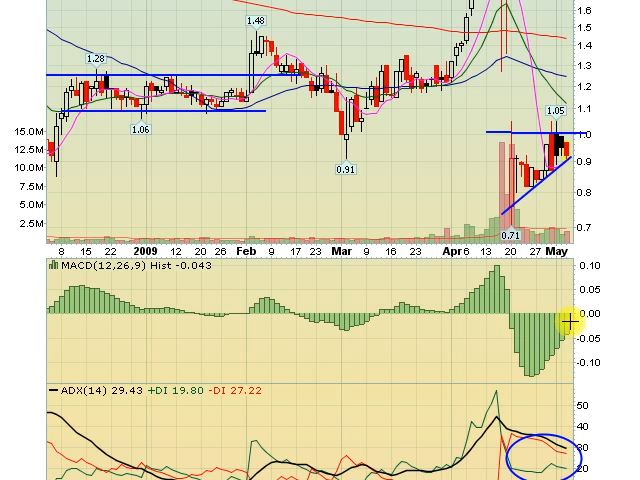 1.6
1.5
1.48
1.4
1.28
1.3
1.2
1.1
1.05
1.06
15.0M
1.0
12.5M
10.0M
0.91
0.9
7.5M
0.8
5.0M
2.5M
0.71
0.7
8 15 22 2009 12 20 26 Feb 9 17 23 Mar 9 16 23 Apr 6 13 20 27 May
MACD(12,26,9) Hist -0.043
0.10
0.05
0.00
-0.05
-0.10
ADX(14) 29.43 +DI 19.80 -DI 27.22
50
40
30
20